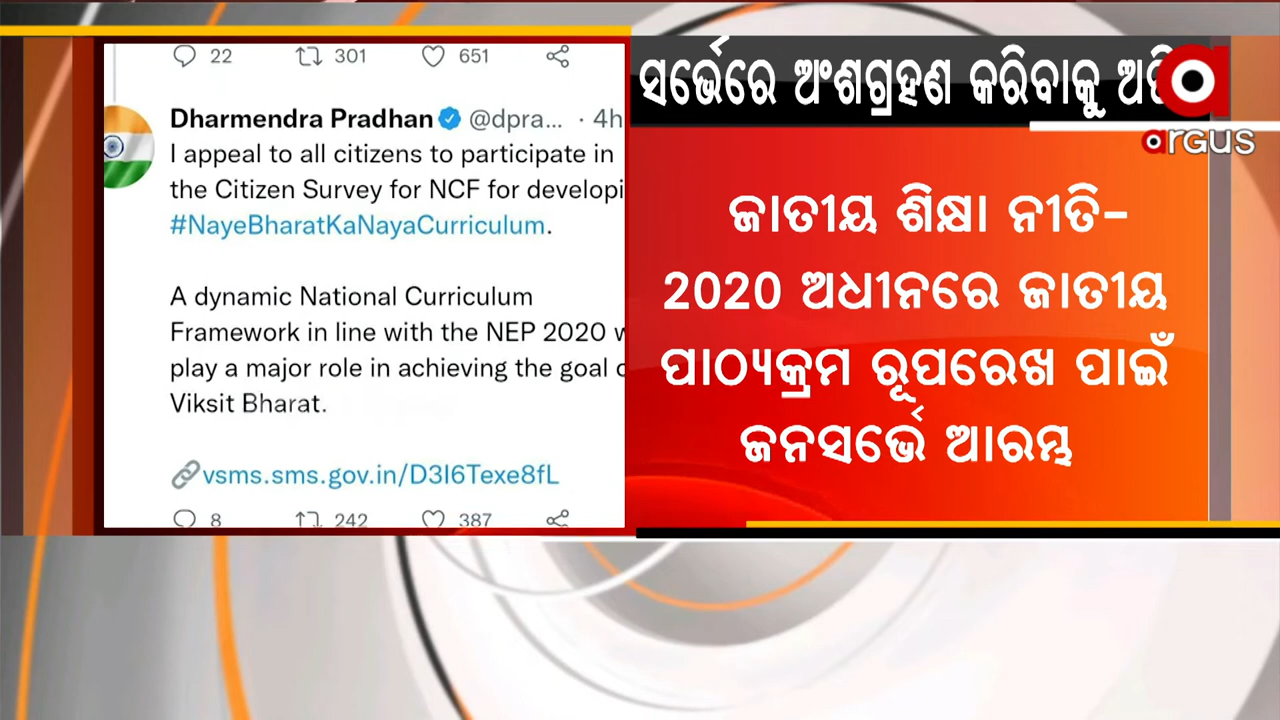 22 301 651
Dharmendra Pradhan @dpra... · 4h
I appeal to all citizens to participate in
the Citizen Survey for NCF for developi
#NayeBharatKaNayaCurriculum.
A dynamic National Curriculum
Framework in line with the NEP 2020 w
play a major role in achieving the goal o
Viksit Bharat.
vsms.sms.gov.in/D3I6Texe8fL
8 242 387
ସର୍ଭେରେ ଅଂଶଗ୍ରହଣ କରିବାକୁ
argus
ଜାତୀୟ ଶିକ୍ଷା ନୀତି-
2020 ଅଧୀନରେ ଜାତୀୟ
ପାଠ୍ୟକ୍ରମ ରୂପରେଖ ପାଇଁ
ଜନସର୍ଭେ ଆରମ୍ଭ